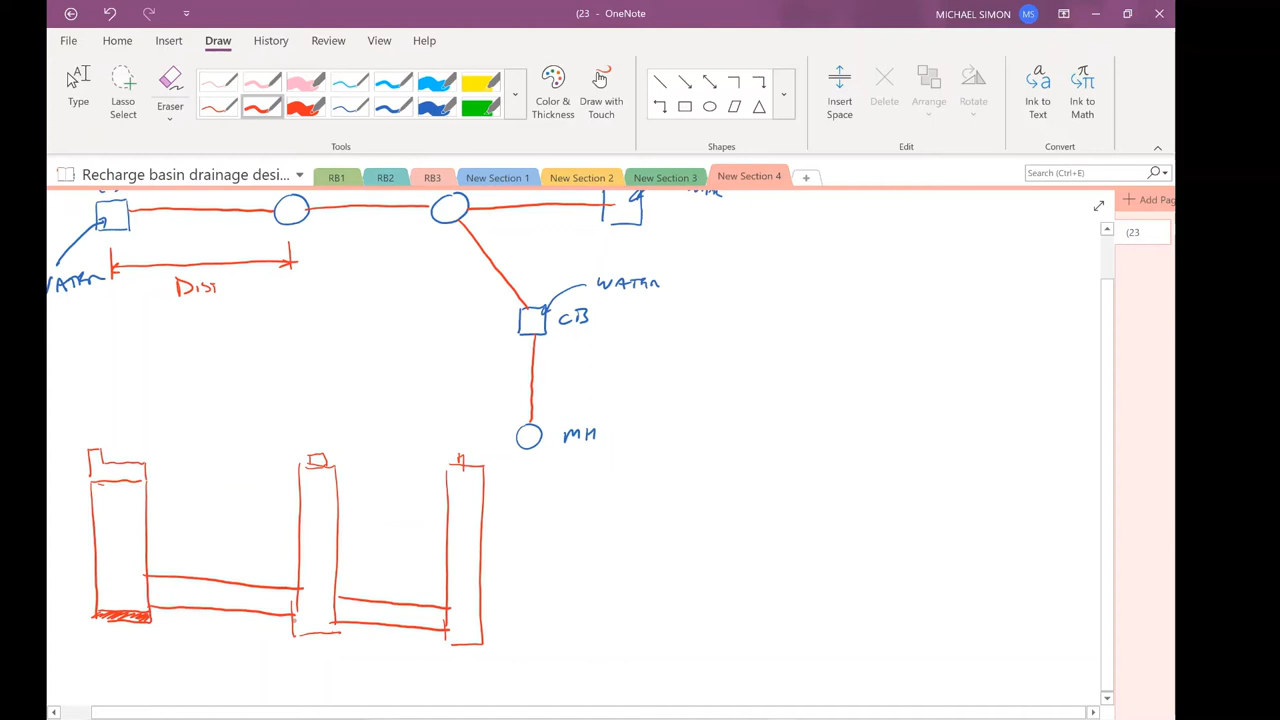 (23 - OneNote
MICHAEL SIMON MS
File Home Insert Draw History Review View Help
Type
Lasso Select
Eraser
Color & Thickness
Draw with Touch
Insert Space
Delete
Arrange
Rotate
Ink to Text
Ink to Math
Tools
Shapes
Edit
Convert
Recharge basin drainage desi...
RB1 RB2 RB3 New Section 1 New Section 2 New Section 3 New Section 4
Search (Ctrl+E)
Add Pag
(23
VATER
DIST
WATER
CB
MH